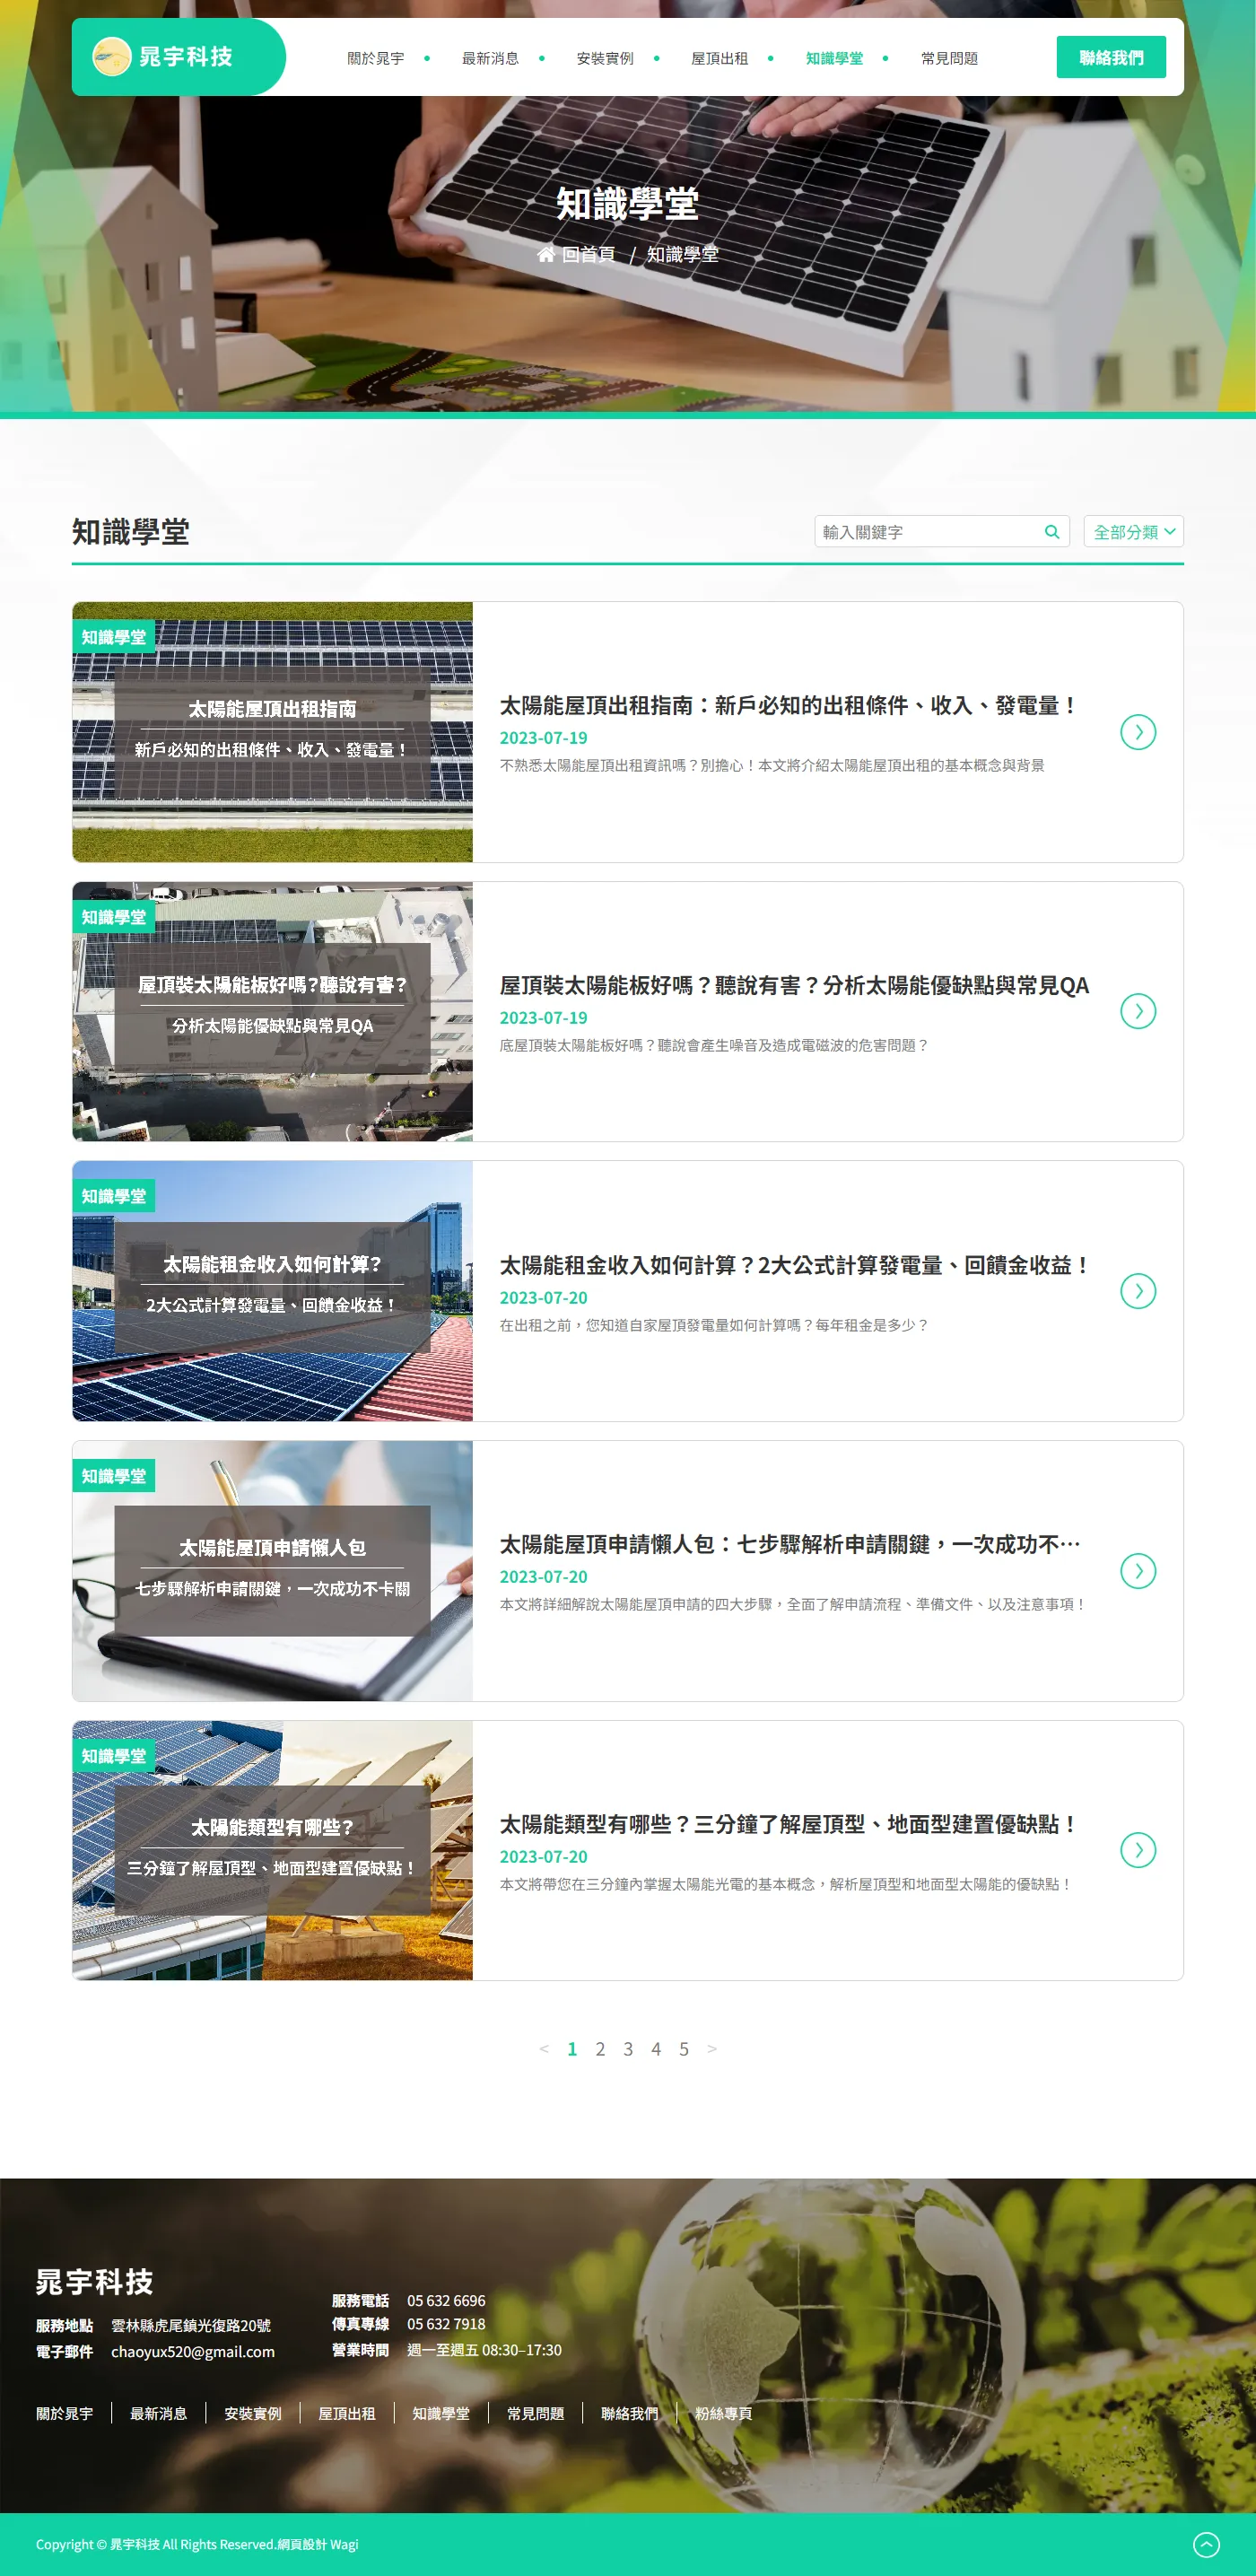 晁宇科技
關於晁宇
最新消息
安裝實例
屋頂出租
知識學堂
常見問題
聯絡我們
知識學堂
回首頁 / 知識學堂
知識學堂
輸入關鍵字
全部分類
知識學堂
太陽能屋頂出租指南
新戶必知的出租條件、收入、發電量！
太陽能屋頂出租指南：新戶必知的出租條件、收入、發電量！
2023-07-19
不熟悉太陽能屋頂出租資訊嗎？別擔心！本文將介紹太陽能屋頂出租的基本概念與背景
知識學堂
屋頂裝太陽能板好嗎?聽說有害?
分析太陽能優缺點與常見QA
屋頂裝太陽能板好嗎？聽說有害？分析太陽能優缺點與常見QA
2023-07-19
底屋頂裝太陽能板好嗎？聽說會產生噪音及造成電磁波的危害問題？
知識學堂
太陽能租金收入如何計算?
2大公式計算發電量、回饋金收益！
太陽能租金收入如何計算？2大公式計算發電量、回饋金收益！
2023-07-20
在出租之前，您知道自家屋頂發電量如何計算嗎？每年租金是多少？
知識學堂
太陽能屋頂申請懶人包
七步驟解析申請關鍵，一次成功不卡關
太陽能屋頂申請懶人包：七步驟解析申請關鍵，一次成功不…
2023-07-20
本文將詳細解說太陽能屋頂申請的四大步驟，全面了解申請流程、準備文件、以及注意事項！
知識學堂
太陽能類型有哪些?
三分鐘了解屋頂型、地面型建置優缺點！
太陽能類型有哪些？三分鐘了解屋頂型、地面型建置優缺點！
2023-07-20
本文將帶您在三分鐘內掌握太陽能光電的基本概念，解析屋頂型和地面型太陽能的優缺點！
< 1 2 3 4 5 >
晁宇科技
服務地點 雲林縣虎尾鎮光復路20號
電子郵件 chaoyux520@gmail.com
服務電話 05 632 6696
傳真專線 05 632 7918
營業時間 週一至週五 08:30–17:30
關於晁宇
最新消息
安裝實例
屋頂出租
知識學堂
常見問題
聯絡我們
粉絲專頁
Copyright © 晁宇科技 All Rights Reserved.網頁設計 Wagi